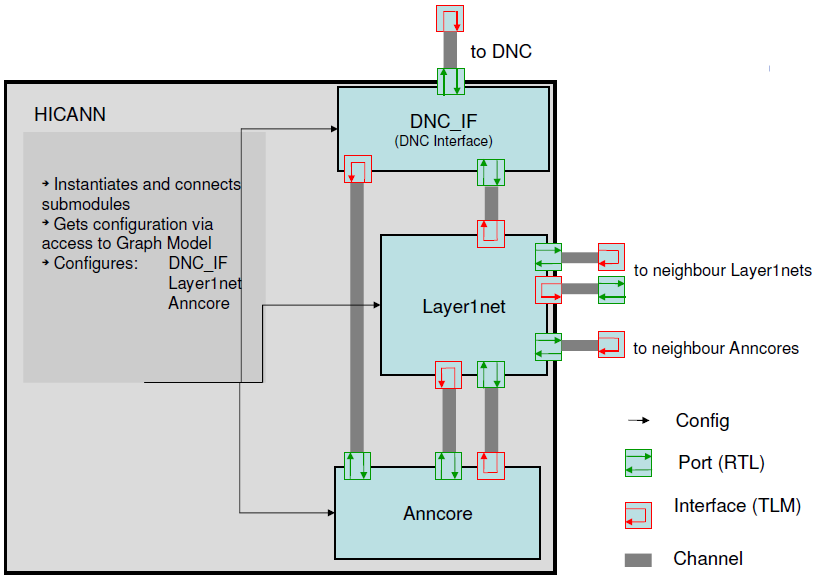 to DNC
HICANN
DNC_IF
(DNC Interface)
➔ Instantiates and connects
submodules
➔ Gets configuration via
access to Graph Model
➔ Configures: DNC_IF
Layer1net
Anncore
Layer1net
to neighbour Layer1nets
to neighbour Anncores
Config
Port (RTL)
Interface (TLM)
Anncore
Channel